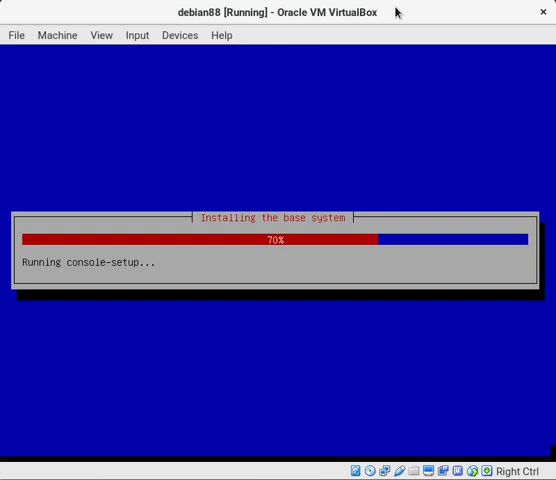 debian88 [Running] - Oracle VM VirtualBox
File Machine View Input Devices Help
Installing the base system
70%
Running console-setup...
Right Ctrl